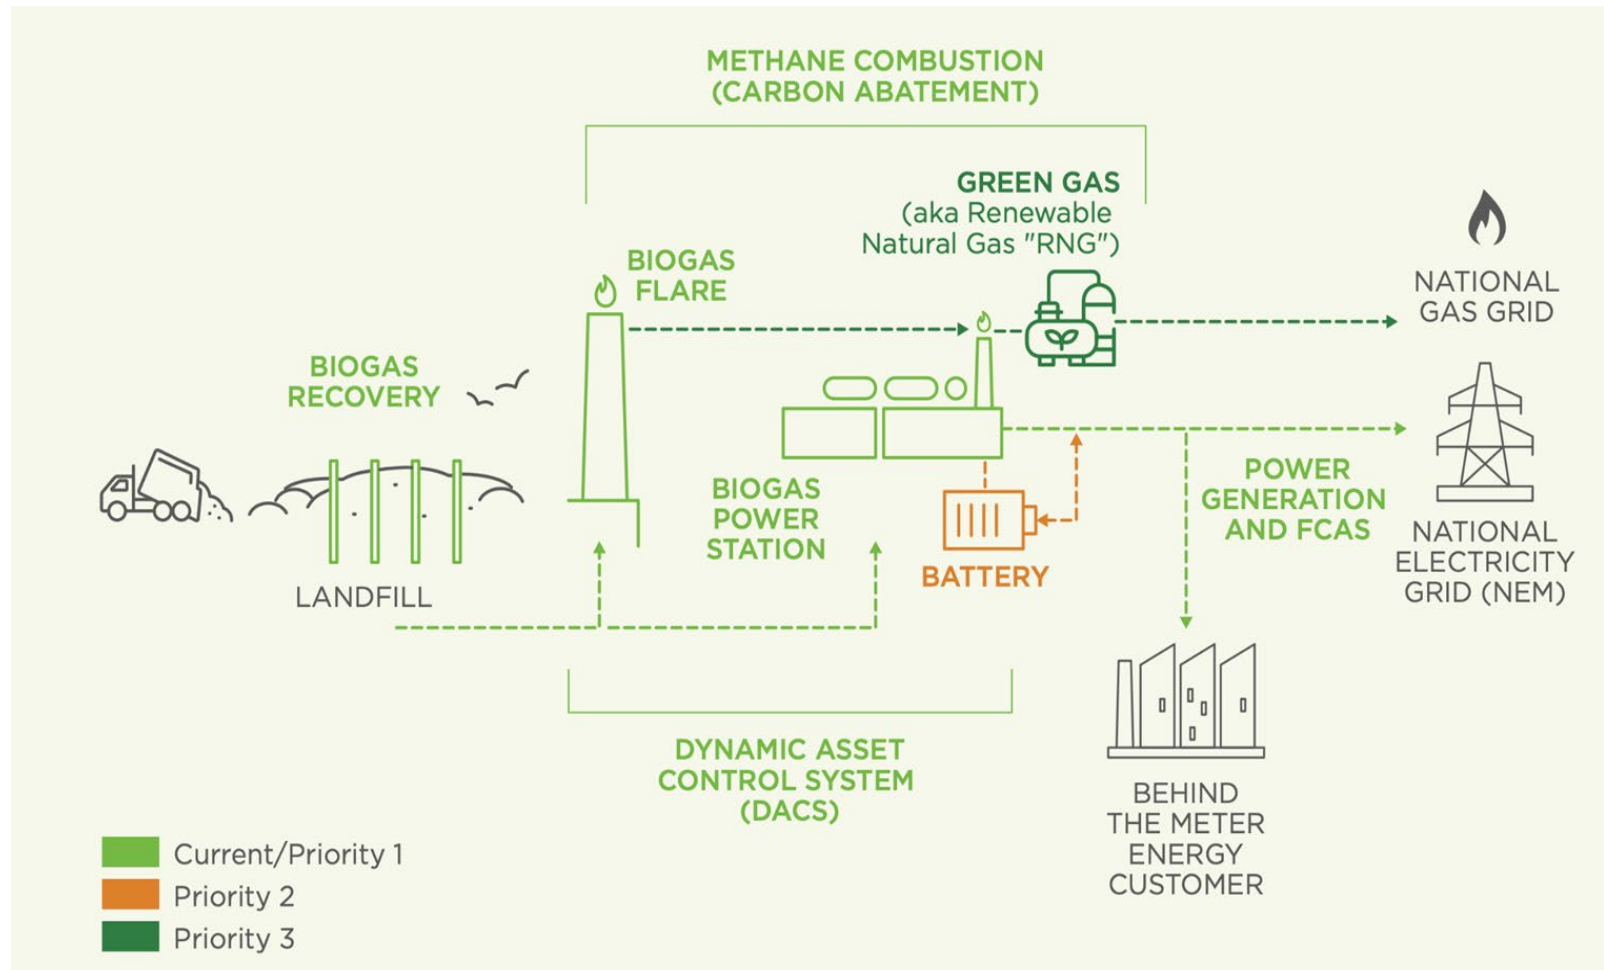 METHANE COMBUSTION
(CARBON ABATEMENT)
GREEN GAS
(aka Renewable
Natural Gas "RNG")
BIOGAS
FLARE
NATIONAL
GAS GRID
BIOGAS
RECOVERY
LANDFILL
BIOGAS
POWER
STATION
BATTERY
POWER
GENERATION
AND FCAS
NATIONAL
ELECTRICITY
GRID (NEM)
DYNAMIC ASSET
CONTROL SYSTEM
(DACS)
BEHIND
THE METER
ENERGY
CUSTOMER
Current/Priority 1
Priority 2
Priority 3